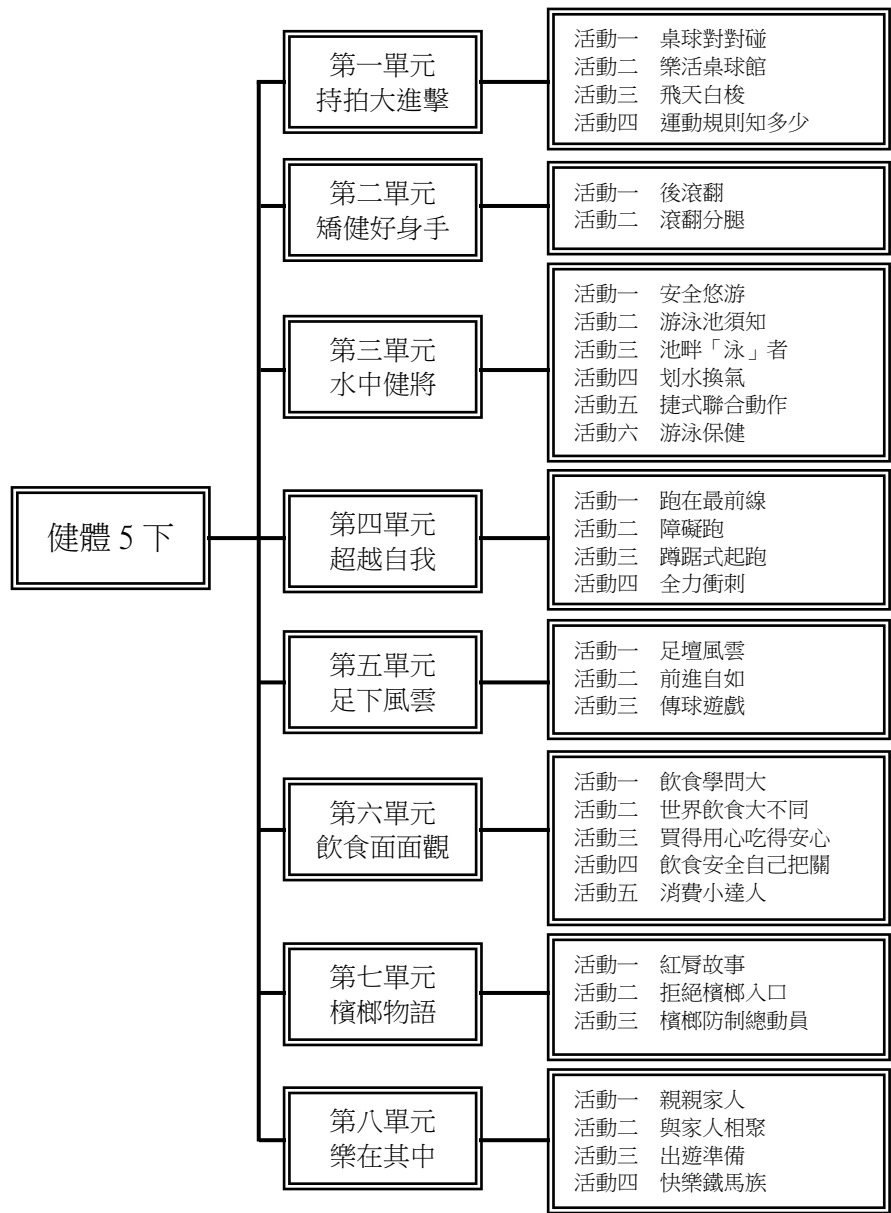 健體 5 下
第一單元
持拍大進擊
活動一　桌球對對碰
活動二　樂活桌球館
活動三　飛天白梭
活動四　運動規則知多少
第二單元
矯健好身手
活動一　後滾翻
活動二　滾翻分腿
第三單元
水中健將
活動一　安全悠游
活動二　游泳池須知
活動三　池畔「泳」者
活動四　划水換氣
活動五　捷式聯合動作
活動六　游泳保健
第四單元
超越自我
活動一　跑在最前線
活動二　障礙跑
活動三　蹲踞式起跑
活動四　全力衝刺
第五單元
足下風雲
活動一　足壇風雲
活動二　前進自如
活動三　傳球遊戲
第六單元
飲食面面觀
活動一　飲食學問大
活動二　世界飲食大不同
活動三　買得用心吃得安心
活動四　飲食安全自己把關
活動五　消費小達人
第七單元
檳榔物語
活動一　紅脣故事
活動二　拒絕檳榔入口
活動三　檳榔防制總動員
第八單元
樂在其中
活動一　親親家人
活動二　與家人相聚
活動三　出遊準備
活動四　快樂鐵馬族